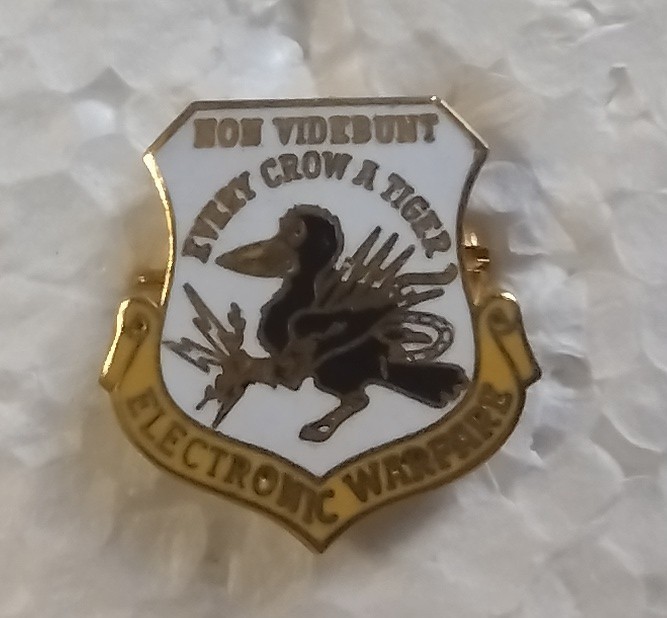 NON VIDEBUNT
EVERY CROW A TIGER
ELECTRONIC WARFARE